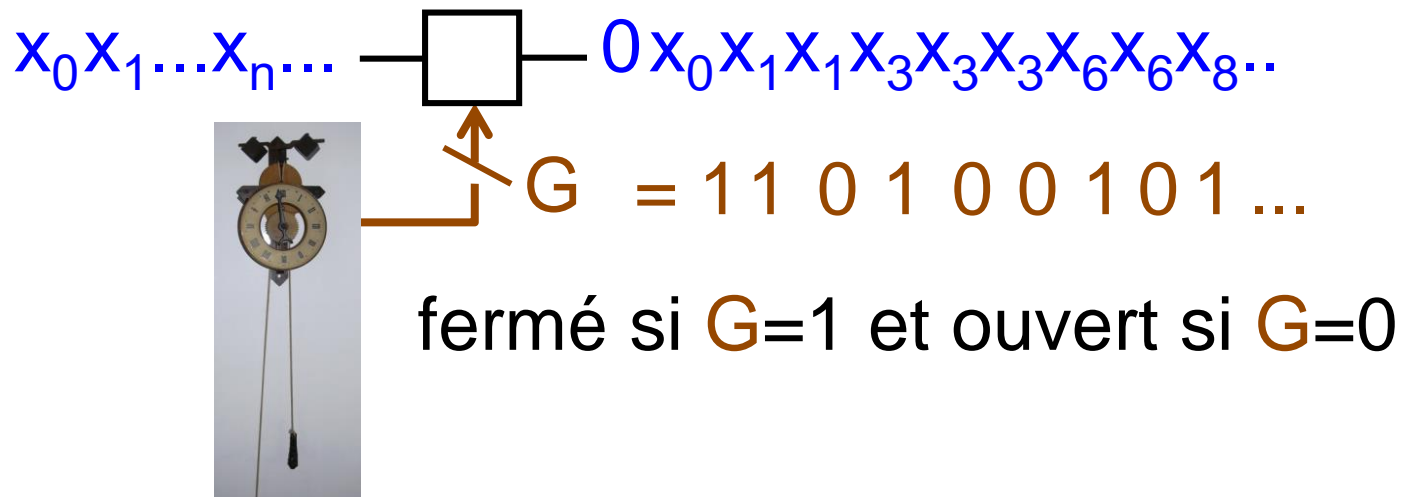 x₀x₁...xₙ... 0x₀x₁x₁x₃x₃x₃x₆x₆x₈..
G = 11 0 1 0 0 1 0 1 ...
fermé si G=1 et ouvert si G=0